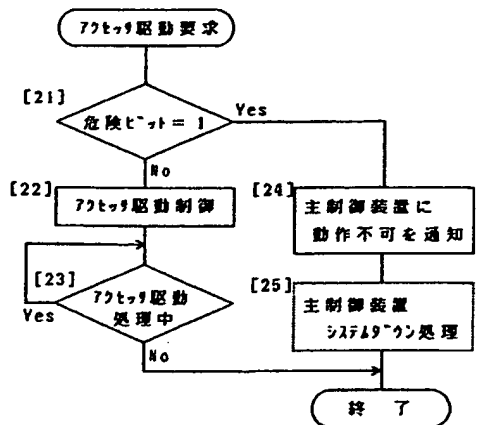 アクセッサ駆動要求
[21]
危険ビット＝1
Yes
No
[22]
アクセッサ駆動制御
[23]
アクセッサ駆動
処理中
Yes
No
[24]
主制御装置に
動作不可を通知
[25]
主制御装置
システムダウン処理
終了